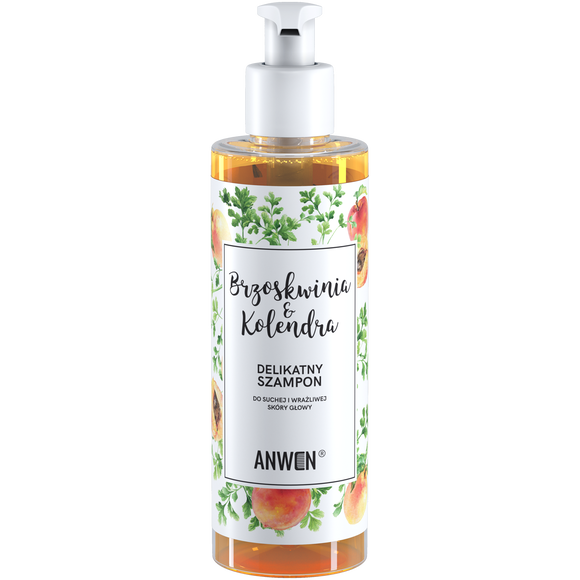 Brzoskwinia
&
Kolendra
DELIKATNY
SZAMPON
DO SUCHEJ I WRAŻLIWEJ
SKÓRY GŁOWY
ANWEN®